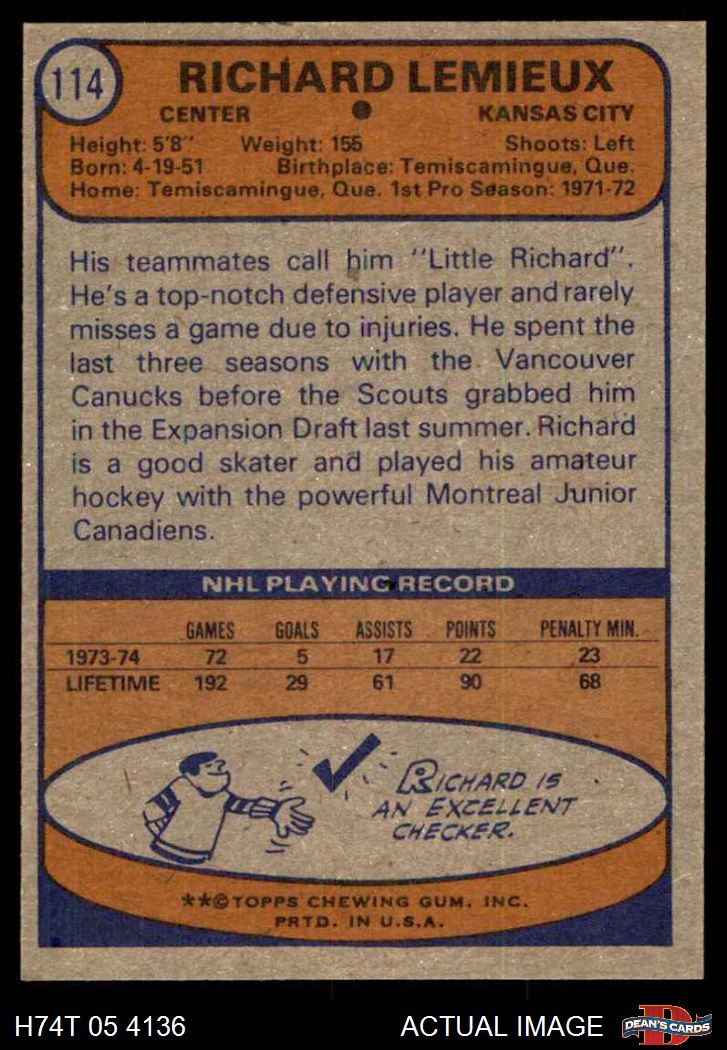 114
RICHARD LEMIEUX
CENTER ● KANSAS CITY
Height: 5'8" Weight: 155 Shoots: Left
Born: 4-19-51 Birthplace: Temiscamingue, Que.
Home: Temiscamingue, Que. 1st Pro Season: 1971-72
His teammates call him "Little Richard".
He's a top-notch defensive player and rarely
misses a game due to injuries. He spent the
last three seasons with the Vancouver
Canucks before the Scouts grabbed him
in the Expansion Draft last summer. Richard
is a good skater and played his amateur
hockey with the powerful Montreal Junior
Canadiens.
NHL PLAYING RECORD
GAMES GOALS ASSISTS POINTS PENALTY MIN.
1973-74 72 5 17 22 23
LIFETIME 192 29 61 90 68
RICHARD IS
AN EXCELLENT
CHECKER.
**©TOPPS CHEWING GUM, INC.
PRTD. IN U.S.A.
H74T 05 4136 ACTUAL IMAGE D DEAN'S CARDS